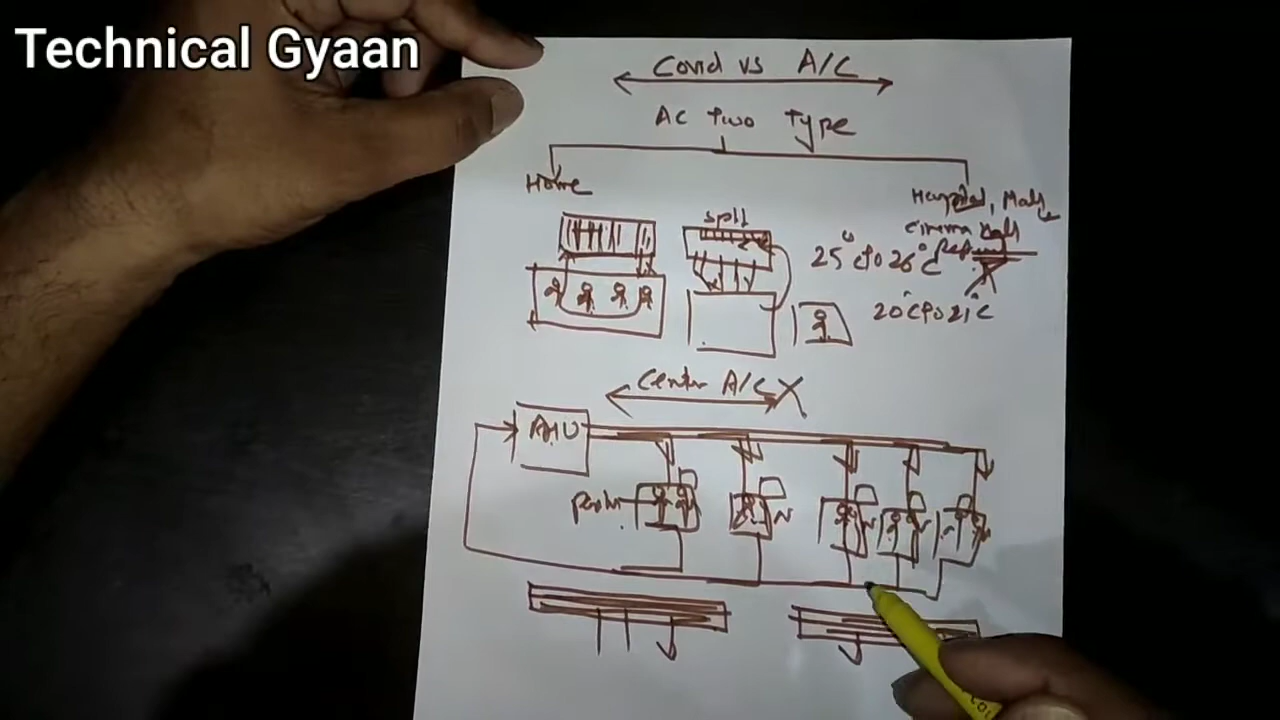 Technical Gyaan
Covid vs A/C
AC two type
Home
Hospital, Mall,
cinema hall
split
25°C to 26°C
20°C to 21°C
Center A/C X
AHU